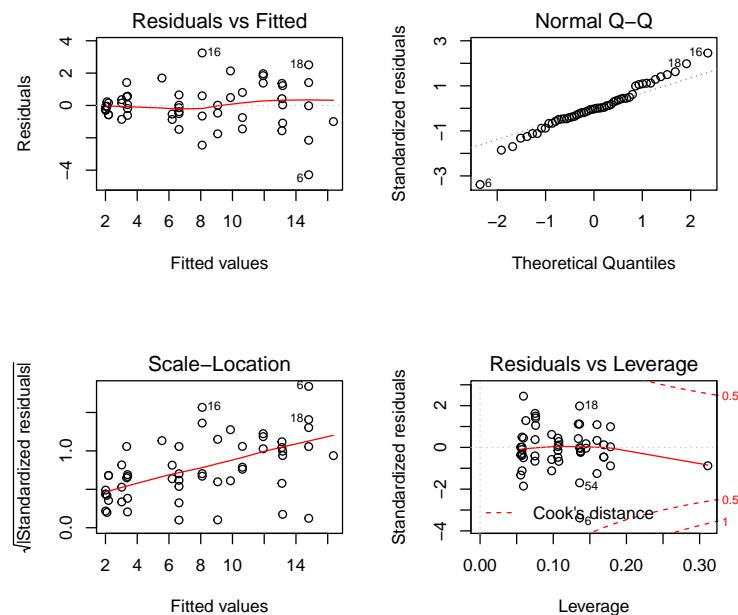 Residuals vs Fitted
Residuals
4
2
0
−4
16
18
6
2 4 6 8 10 14
Fitted values
Normal Q−Q
Standardized residuals
3
1
−1
−3
16
18
6
−2 −1 0 1 2
Theoretical Quantiles
Scale−Location
√|Standardized residuals|
1.0
0.0
6
16
18
2 4 6 8 10 14
Fitted values
Residuals vs Leverage
Standardized residuals
2
0
−2
−4
18
54
6
Cook's distance
0.5
0.5
1
0.00 0.10 0.20 0.30
Leverage